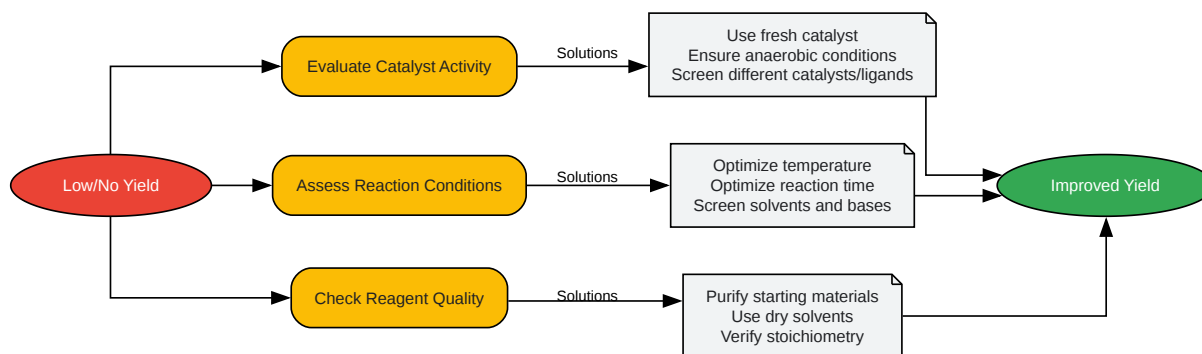 Low/No Yield
Evaluate Catalyst Activity
Solutions
Use fresh catalyst
Ensure anaerobic conditions
Screen different catalysts/ligands
Assess Reaction Conditions
Solutions
Optimize temperature
Optimize reaction time
Screen solvents and bases
Check Reagent Quality
Solutions
Purify starting materials
Use dry solvents
Verify stoichiometry
Improved Yield